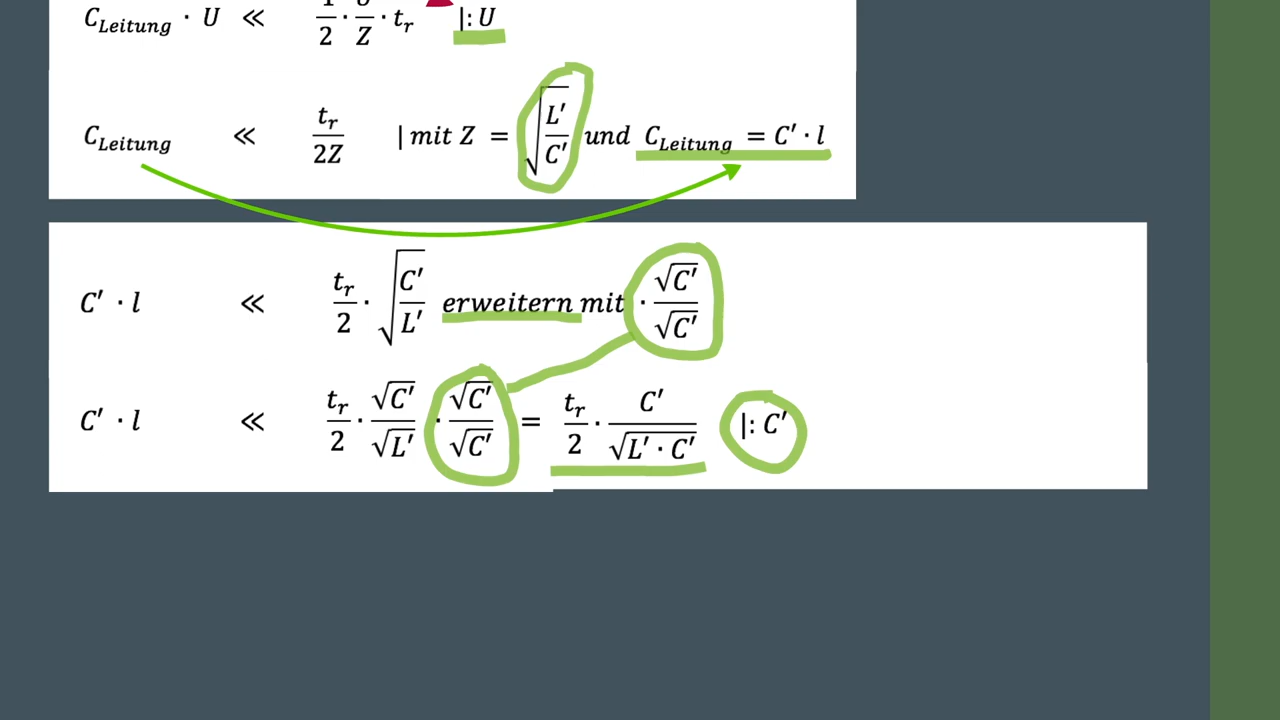 C_Leitung · U ≪ 1/2 · U/Z · t_r |: U
C_Leitung ≪ t_r/2Z | mit Z = √(L'/C') und C_Leitung = C' · l
C' · l ≪ t_r/2 · √(C'/L') erweitern mit · √C'/√C'
C' · l ≪ t_r/2 · √C'/√L' · √C'/√C' = t_r/2 · C'/√(L' · C') |: C'